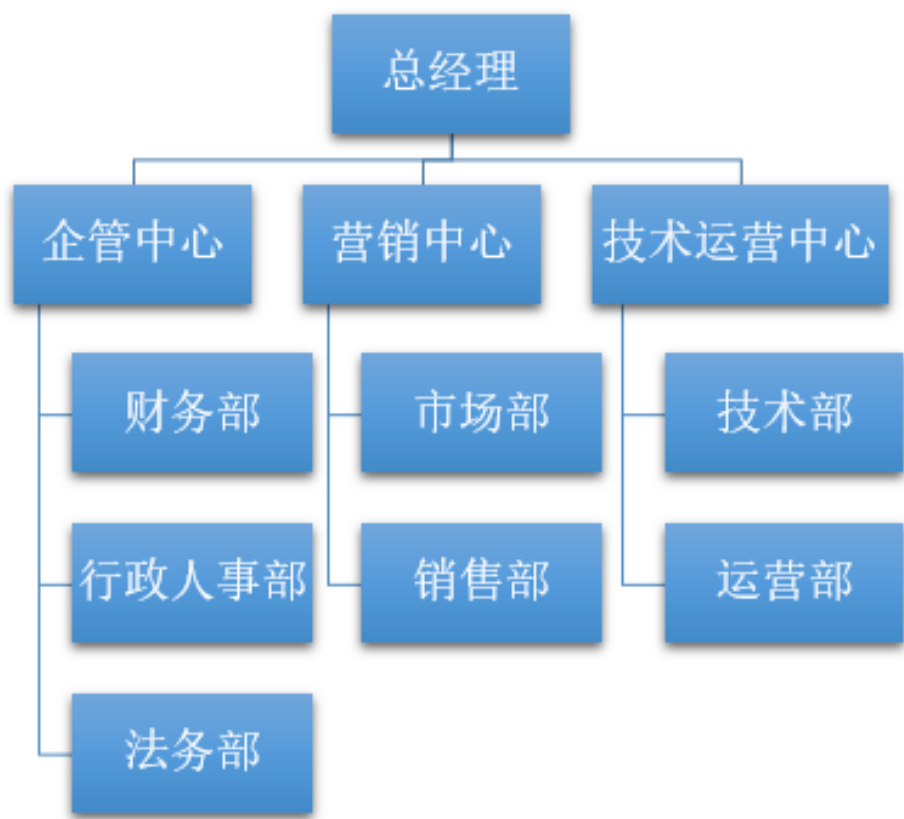 总经理
企管中心
营销中心
技术运营中心
财务部
市场部
技术部
行政人事部
销售部
运营部
法务部